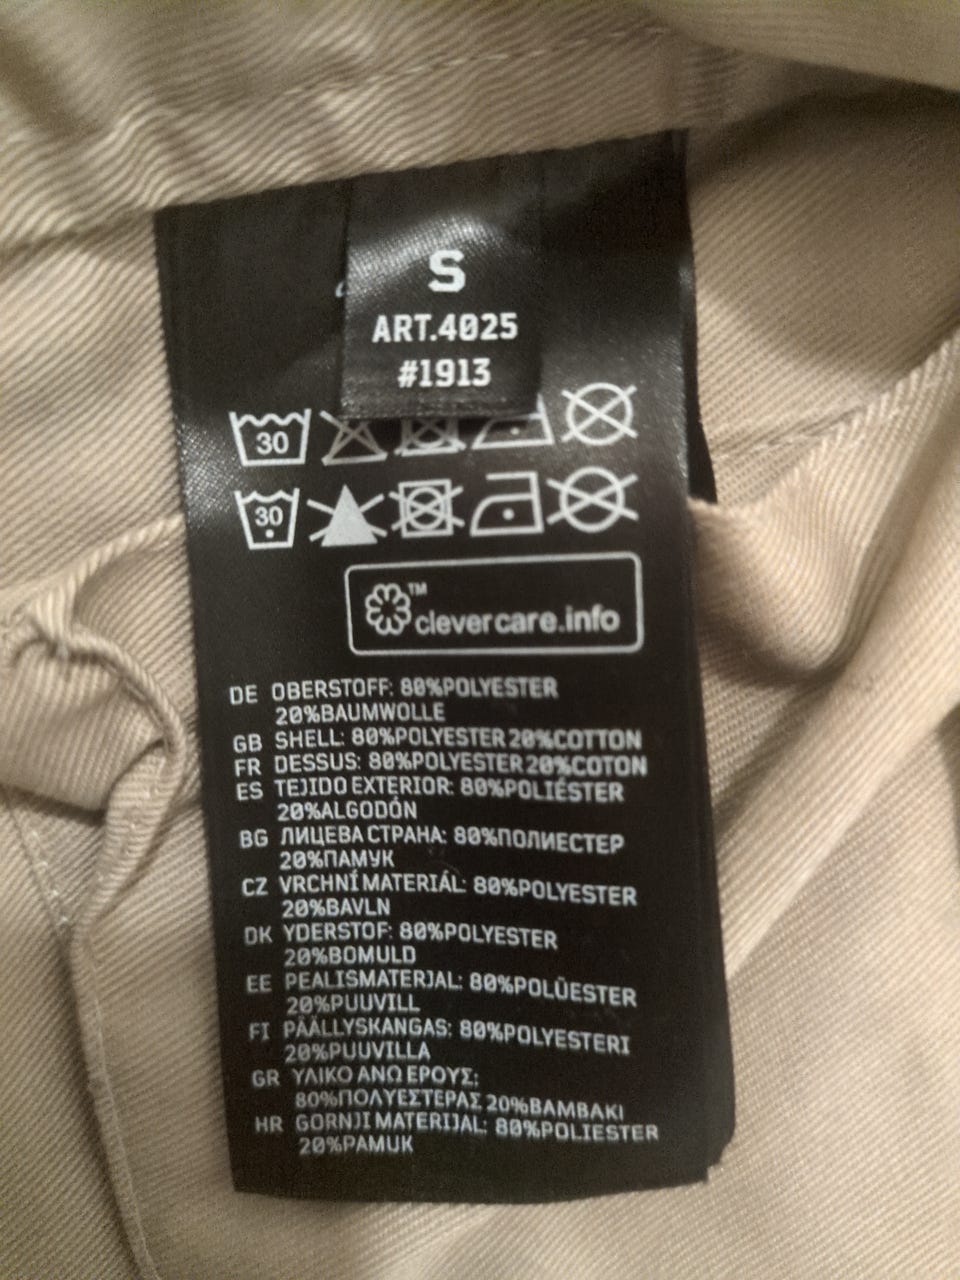 S
ART.4025
#1913
30
30
™
clevercare.info
DE OBERSTOFF: 80%POLYESTER
20%BAUMWOLLE
GB SHELL: 80%POLYESTER 20%COTTON
FR DESSUS: 80%POLYESTER 20%COTON
ES TEJIDO EXTERIOR: 80%POLIÉSTER
20%ALGODÓN
BG ЛИЦЕВА СТРАНА: 80%ПОЛИЕСТЕР
20%ПАМУК
CZ VRCHNÍ MATERIÁL: 80%POLYESTER
20%BAVLN
DK YDERSTOF: 80%POLYESTER
20%BOMULD
EE PEALISMATERJAL: 80%POLÜESTER
20%PUUVILL
FI PÄÄLLYSKANGAS: 80%POLYESTERI
20%PUUVILLA
GR ΥΛΙΚΟ ΑΝΩ ΕΡΟΥΣ:
80%ΠΟΛΥΕΣΤΕΡΑΣ 20%ΒΑΜΒΑΚΙ
HR GORNJI MATERIJAL: 80%POLIESTER
20%PAMUK